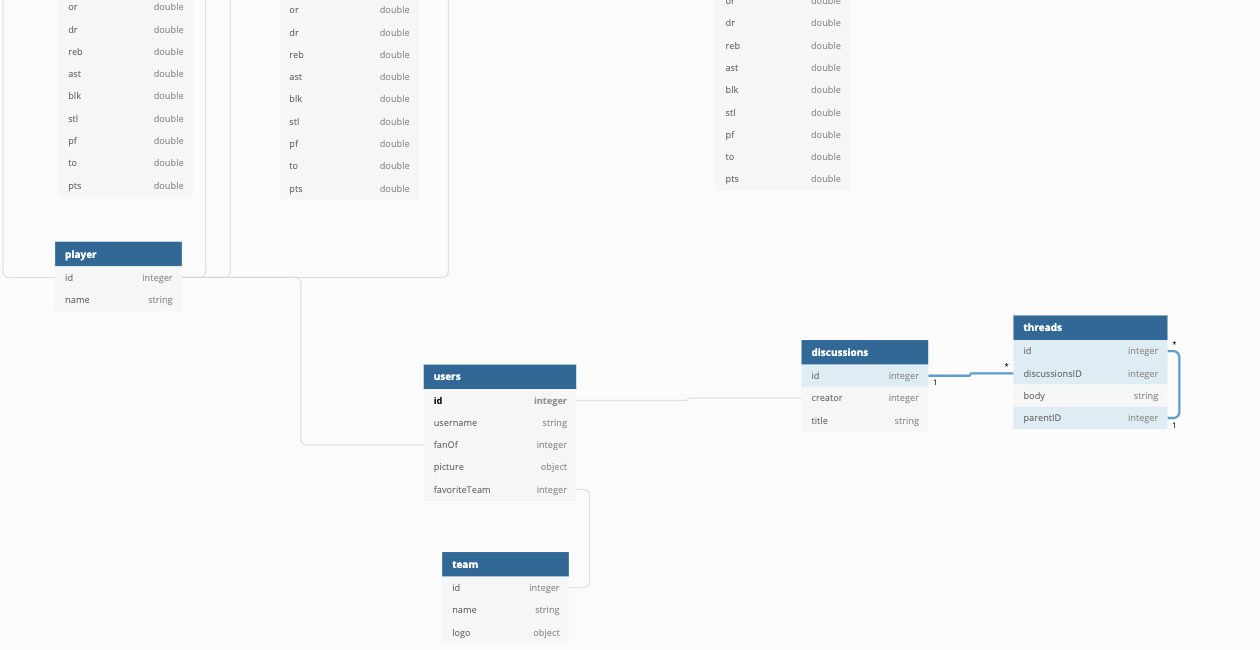 or double
dr double
reb double
ast double
blk double
stl double
pf double
to double
pts double
or double
dr double
reb double
ast double
blk double
stl double
pf double
to double
pts double
or double
dr double
reb double
ast double
blk double
stl double
pf double
to double
pts double
player
id integer
name string
users
id integer
username string
fanOf integer
picture object
favoriteTeam integer
team
id integer
name string
logo object
discussions
id integer
creator integer
title string
1
*
threads
id integer
discussionsID integer
body string
parentID integer
*
1